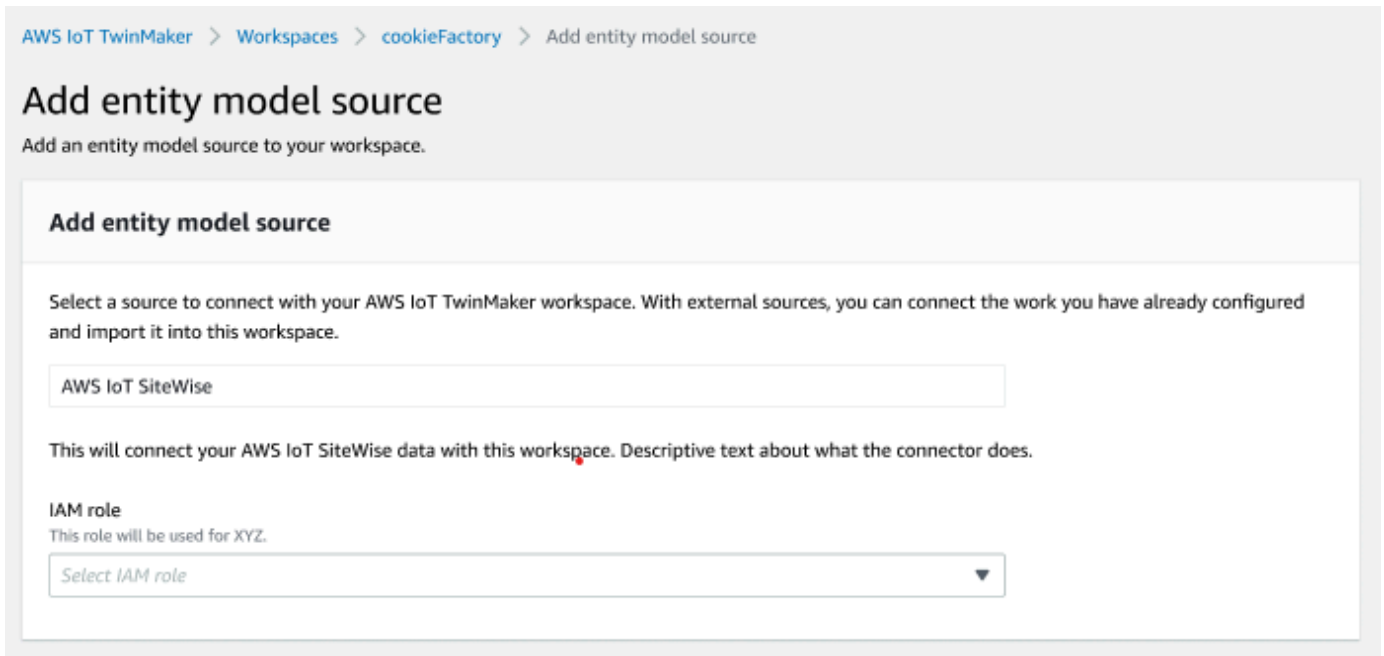 AWS IoT TwinMaker > Workspaces > cookieFactory > Add entity model source
Add entity model source
Add an entity model source to your workspace.
Add entity model source
Select a source to connect with your AWS IoT TwinMaker workspace. With external sources, you can connect the work you have already configured
and import it into this workspace.
AWS IoT SiteWise
This will connect your AWS IoT SiteWise data with this workspace. Descriptive text about what the connector does.
IAM role
This role will be used for XYZ.
Select IAM role